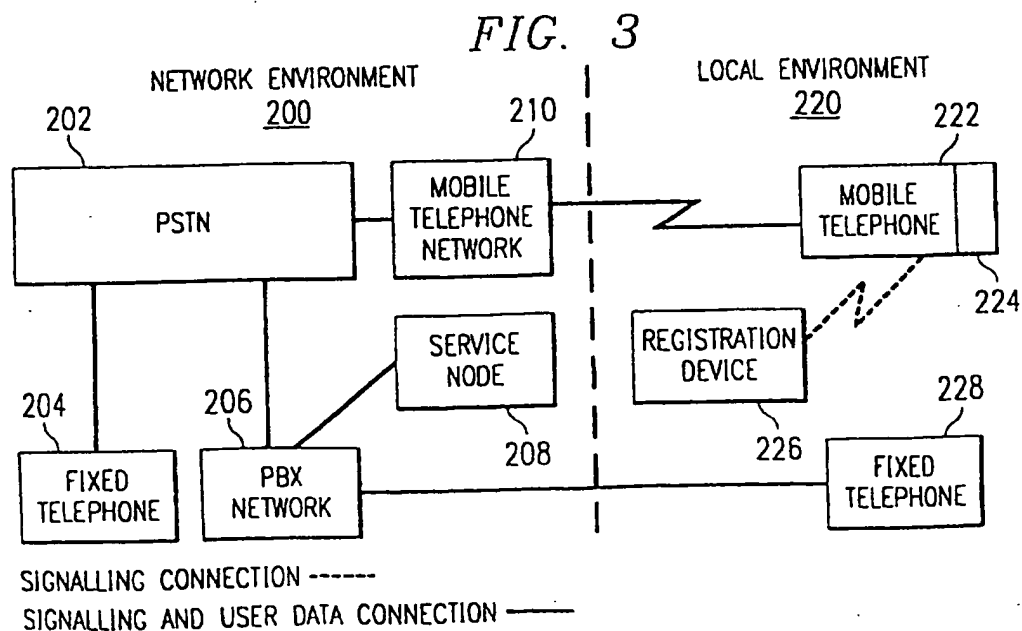 FIG. 3
NETWORK ENVIRONMENT
200
LOCAL ENVIRONMENT
220
202
210
222
PSTN
MOBILE
TELEPHONE
NETWORK
MOBILE
TELEPHONE
224
SERVICE
NODE
208
REGISTRATION
DEVICE
226
204
206
228
FIXED
TELEPHONE
PBX
NETWORK
FIXED
TELEPHONE
SIGNALLING CONNECTION
SIGNALLING AND USER DATA CONNECTION